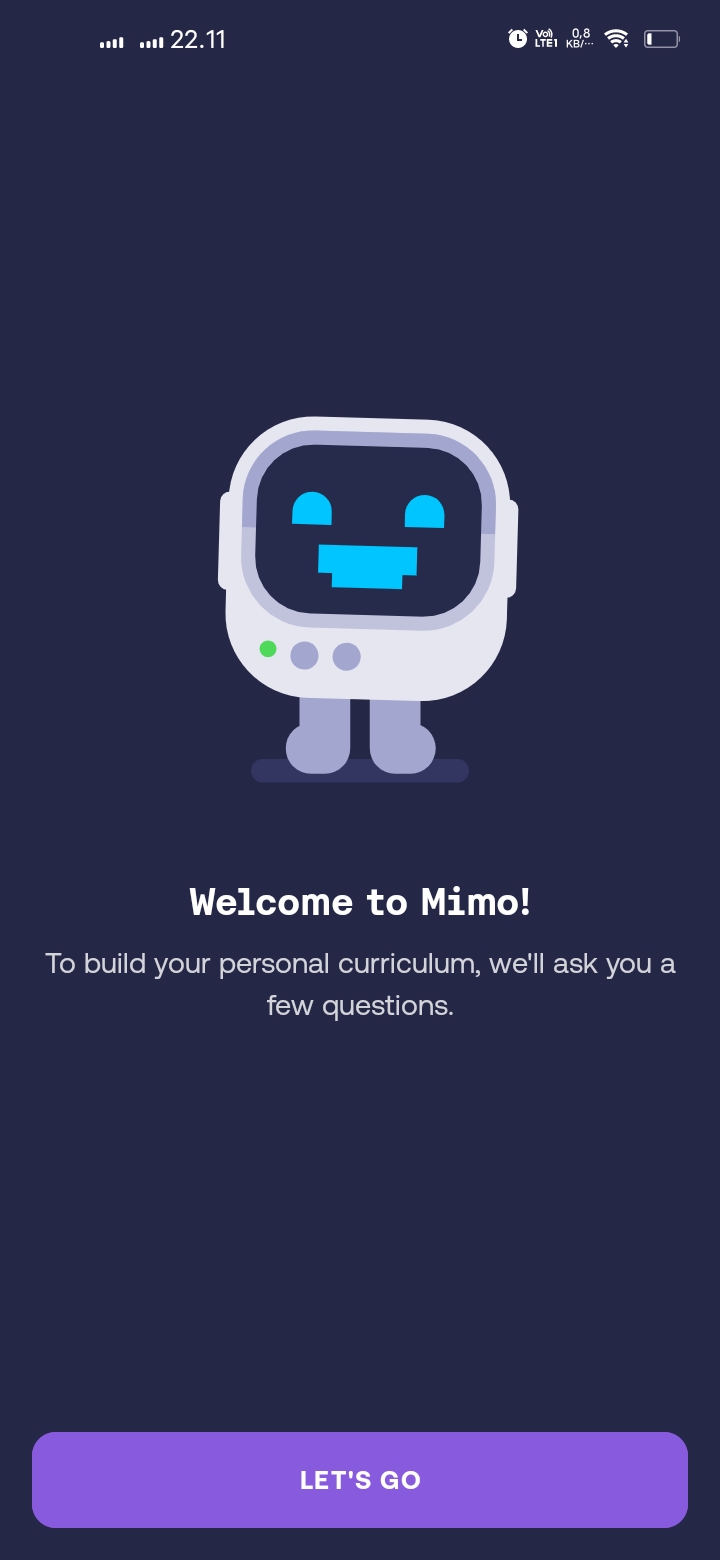 22.11
Vo)) 0,8
LTE1 KB/...
Welcome to Mimo!
To build your personal curriculum, we'll ask you a
few questions.
LET'S GO